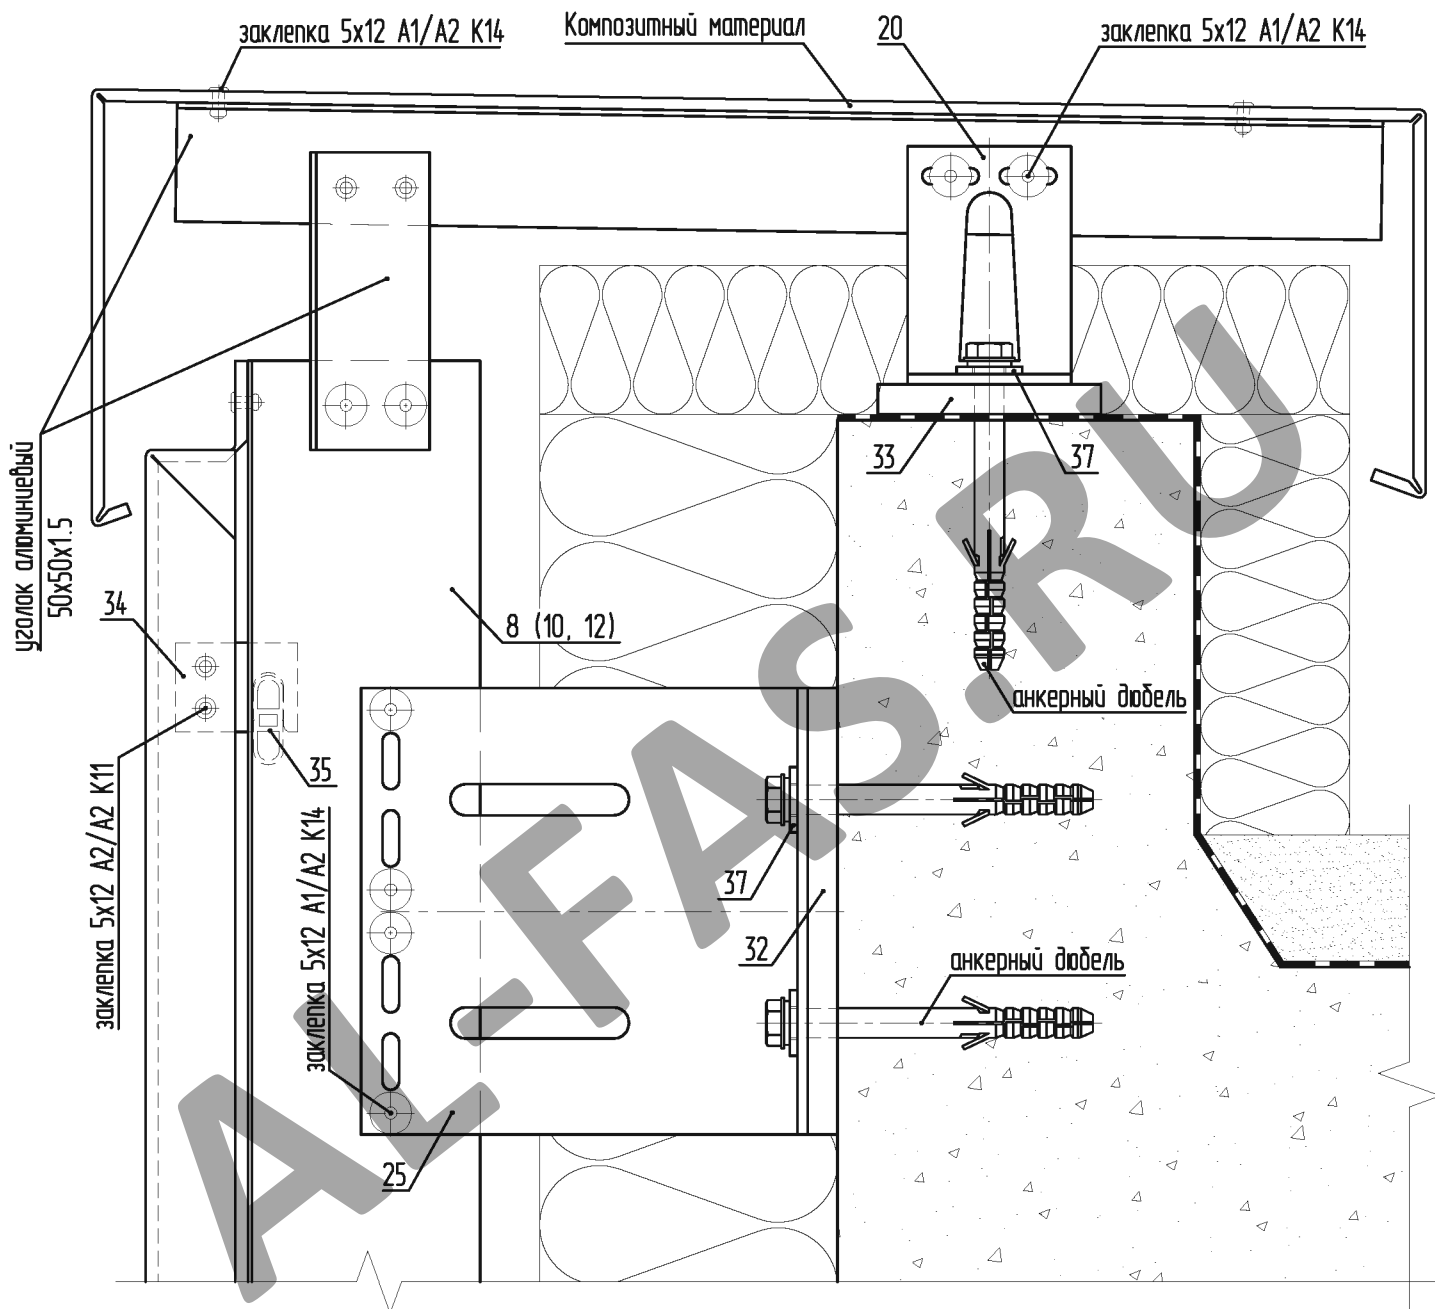 заклепка 5х12 А1/А2 К14
Композитный материал
20
заклепка 5х12 А1/А2 К14
уголок алюминиевый
50х50х1.5
33
37
34
8 (10, 12)
анкерный дюбель
35
заклепка 5х12 А2/А2 К11
заклепка 5х12 А1/А2 К14
37
32
анкерный дюбель
25
AL-FAS.RU